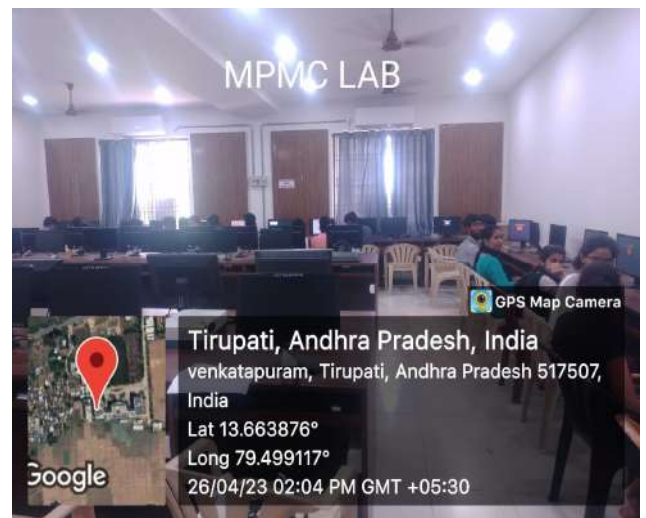 MPMC LAB
GPS Map Camera
Tirupati, Andhra Pradesh, India
venkatapuram, Tirupati, Andhra Pradesh 517507,
India
Lat 13.663876°
Long 79.499117°
26/04/23 02:04 PM GMT +05:30
Google